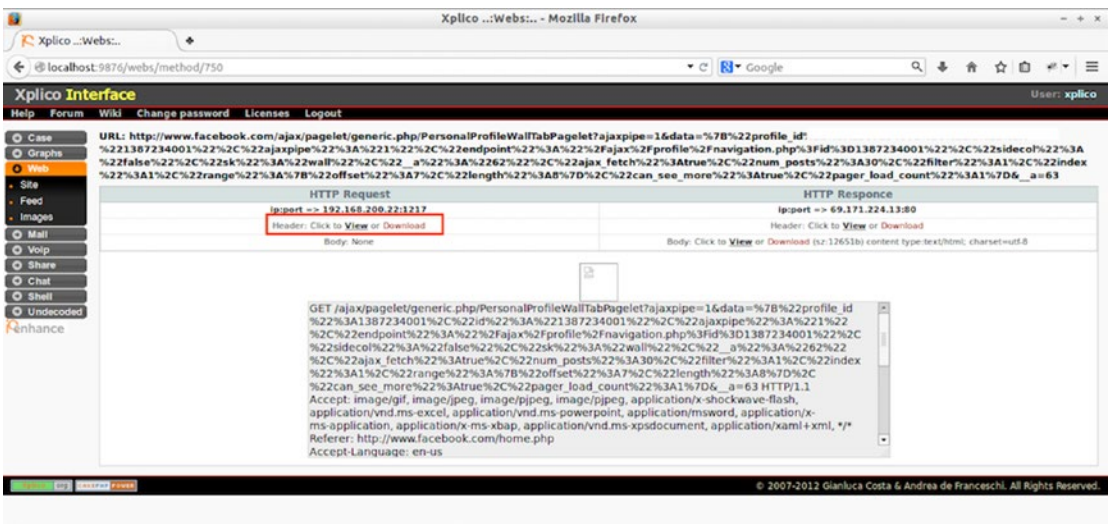 Xplico ..:Webs:.. - Mozilla Firefox
Xplico ..:Webs:..
localhost:9876/webs/method/750
Google
Xplico Interface
User: xplico
Help Forum Wiki Change password Licenses Logout
Case
Graphs
Web
Site
Feed
Images
Mail
Voip
Share
Chat
Shell
Undecoded
enhance
URL: http://www.facebook.com/ajax/pagelet/generic.php/PersonalProfileWallTabPagelet?ajaxpipe=1&data=%7B%22profile_id":
%221387234001%22%2C%22ajaxpipe%22%3A%221%22%2C%22endpoint%22%3A%22%2Fajax%2Fprofile%2Fnavigation.php%3Fid%3D1387234001%22%2C%22sidecol%22%3A
%22false%22%2C%22sk%22%3A%22wall%22%2C%22__a%22%3A%2262%22%2C%22ajax_fetch%22%3Atrue%2C%22num_posts%22%3A30%2C%22filter%22%3A1%2C%22index
%22%3A1%2C%22range%22%3A%7B%22offset%22%3A7%2C%22length%22%3A8%7D%2C%22can_see_more%22%3Atrue%2C%22pager_load_count%22%3A1%7D&__a=63
HTTP Request
ip:port => 192.168.200.22:1217
Header: Click to View or Download
Body: None
HTTP Responce
ip:port => 69.171.224.13:80
Header: Click to View or Download
Body: Click to View or Download (sz:12651b) content type:text/html; charset=utf-8
GET /ajax/pagelet/generic.php/PersonalProfileWallTabPagelet?ajaxpipe=1&data=%7B%22profile_id
%22%3A1387234001%2C%22id%22%3A%221387234001%22%2C%22ajaxpipe%22%3A%221%22
%2C%22endpoint%22%3A%22%2Fajax%2Fprofile%2Fnavigation.php%3Fid%3D1387234001%22%2C
%22sidecol%22%3A%22false%22%2C%22sk%22%3A%22wall%22%2C%22__a%22%3A%2262%22
%2C%22ajax_fetch%22%3Atrue%2C%22num_posts%22%3A30%2C%22filter%22%3A1%2C%22index
%22%3A1%2C%22range%22%3A%7B%22offset%22%3A7%2C%22length%22%3A8%7D%2C
%22can_see_more%22%3Atrue%2C%22pager_load_count%22%3A1%7D&__a=63 HTTP/1.1
Accept: image/gif, image/jpeg, image/pjpeg, image/pjpeg, application/x-shockwave-flash,
application/vnd.ms-excel, application/vnd.ms-powerpoint, application/msword, application/x-
ms-application, application/x-ms-xbap, application/vnd.ms-xpsdocument, application/xaml+xml, */*
Referer: http://www.facebook.com/home.php
Accept-Language: en-us
© 2007-2012 Gianluca Costa & Andrea de Franceschi. All Rights Reserved.